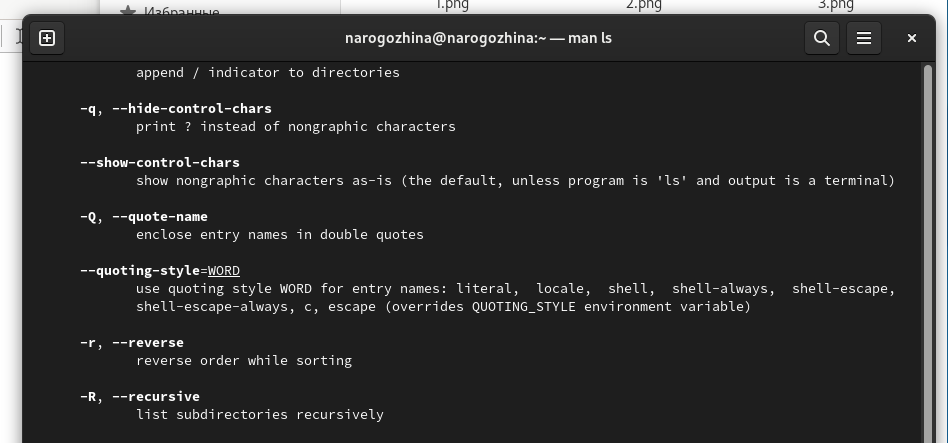 Избранные
1.png
2.png
3.png
narogozhina@narogozhina:~ — man ls
append / indicator to directories
-q, --hide-control-chars
print ? instead of nongraphic characters
--show-control-chars
show nongraphic characters as-is (the default, unless program is 'ls' and output is a terminal)
-Q, --quote-name
enclose entry names in double quotes
--quoting-style=WORD
use quoting style WORD for entry names: literal, locale, shell, shell-always, shell-escape,
shell-escape-always, c, escape (overrides QUOTING_STYLE environment variable)
-r, --reverse
reverse order while sorting
-R, --recursive
list subdirectories recursively